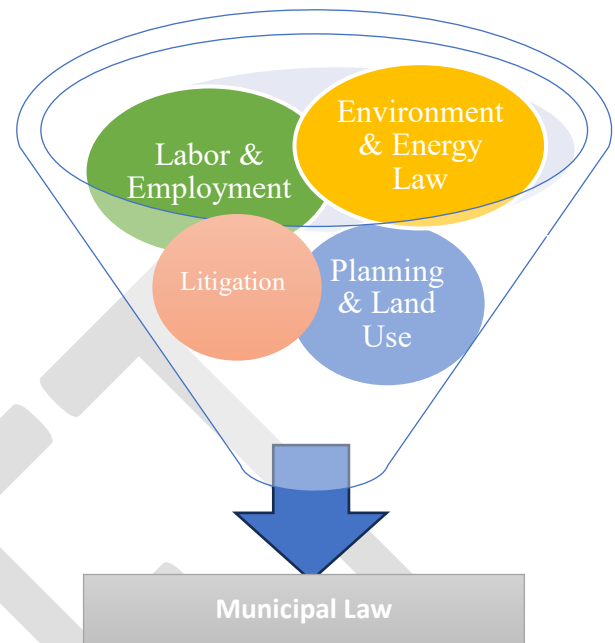 Labor &
Employment
Environment
& Energy
Law
Litigation
Planning
& Land
Use
Municipal Law